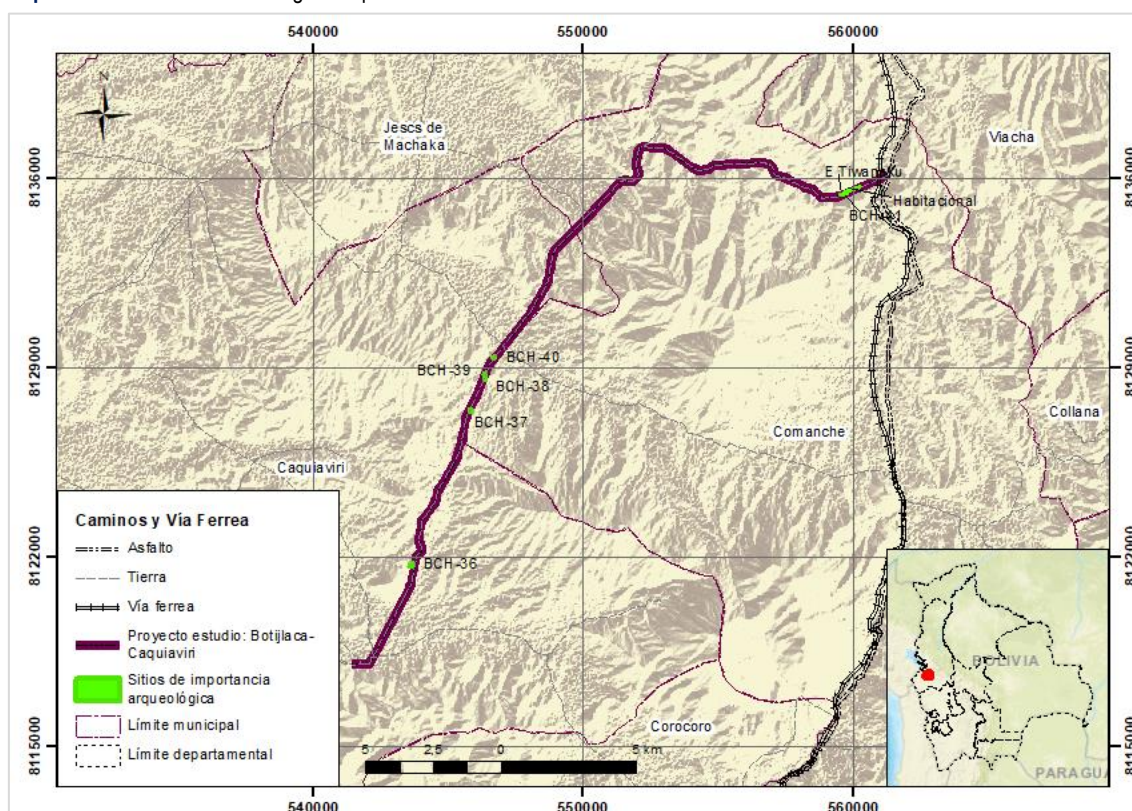 540000
550000
560000
N
Jescs de
Machaka
Viacha
8136000
8136000
E Tiwanaku
Habitacional
BCH-40
8129000
8129000
BCH-39
BCH-38
BCH-37
Collana
Comanche
Caquiaviri
Caminos y Vía Ferrea
Asfalto
Tierra
Vía ferrea
Proyecto estudio: Botijlaca-
Caquiaviri
Sitios de importancia
arqueológica
Límite municipal
Límite departamental
8122000
8122000
BCH-36
BOLIVIA
Corocoro
8115000
8115000
5
2,5
0
5 km
PARAGUA
540000
550000
560000